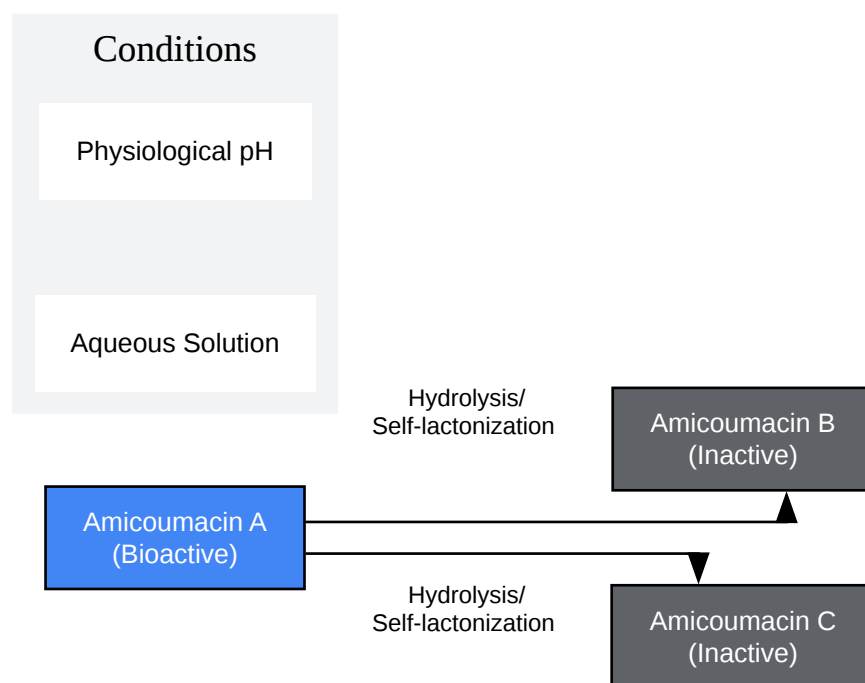 Conditions
Physiological pH
Aqueous Solution
Hydrolysis/
Self-lactonization
Amicoumacin B
(Inactive)
Amicoumacin A
(Bioactive)
Hydrolysis/
Self-lactonization
Amicoumacin C
(Inactive)